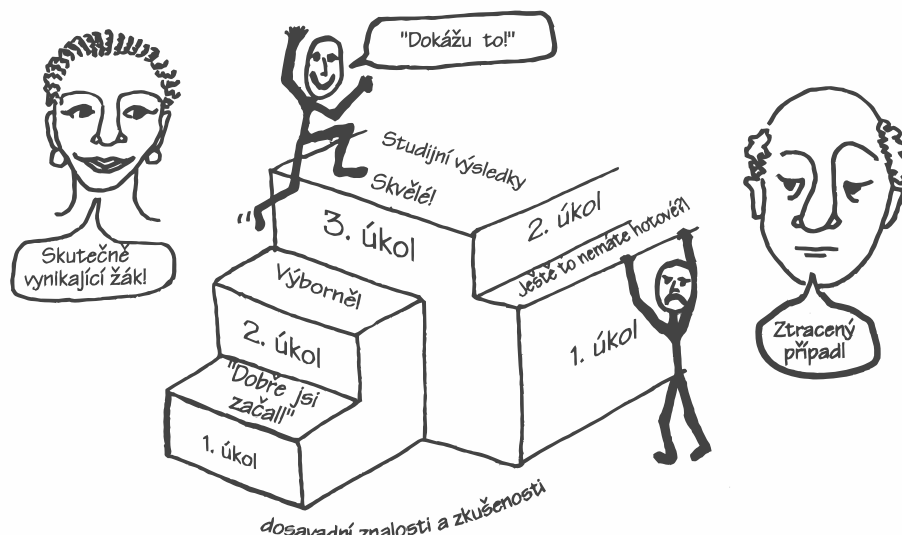 "Dokážu to!"
Studijní výsledky
Skvělé!
3. úkol
2. úkol
Ještě to nemáte hotové?!
Skutečně
vynikající žák!
Výborně!
2. úkol
1. úkol
Ztracený
případ!
"Dobře jsi
začal!"
1. úkol
dosavadní znalosti a zkušenosti